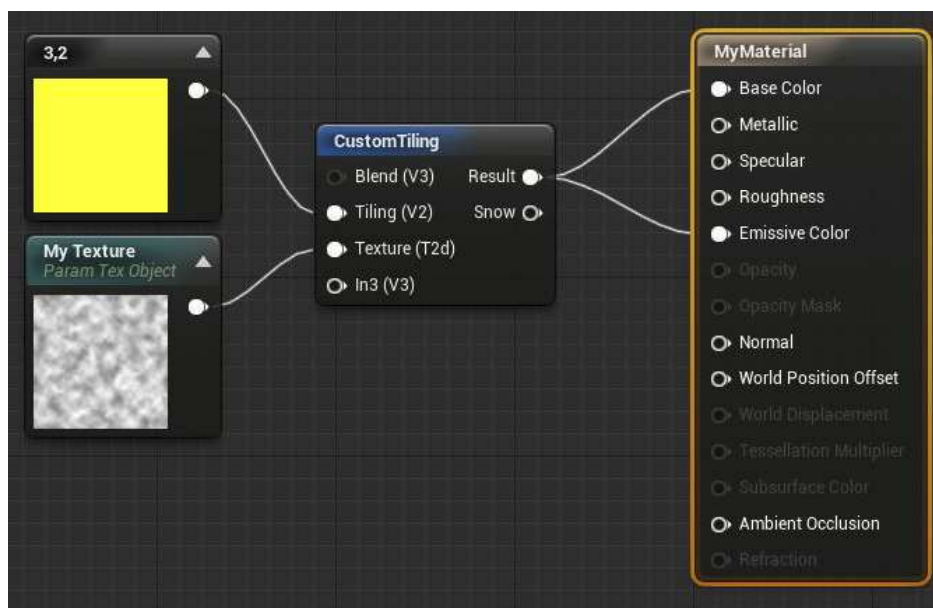 3,2
My Texture
Param Tex Object
CustomTiling
Blend (V3) Result
Tiling (V2) Snow
Texture (T2d)
In3 (V3)
MyMaterial
Base Color
Metallic
Specular
Roughness
Emissive Color
Opacity
Opacity Mask
Normal
World Position Offset
World Displacement
Tessellation Multiplier
Subsurface Color
Ambient Occlusion
Refraction